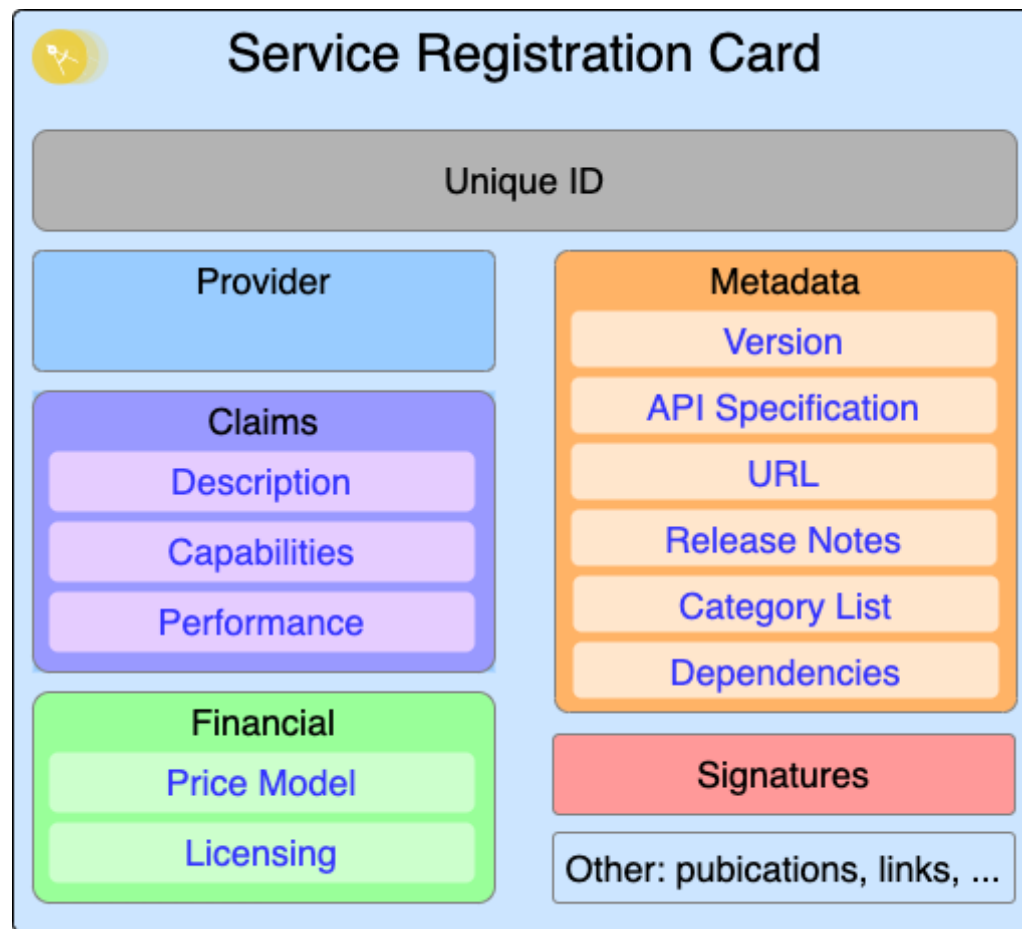 Service Registration Card
Unique ID
Provider
Claims
Description
Capabilities
Performance
Financial
Price Model
Licensing
Metadata
Version
API Specification
URL
Release Notes
Category List
Dependencies
Signatures
Other: pubications, links, ...